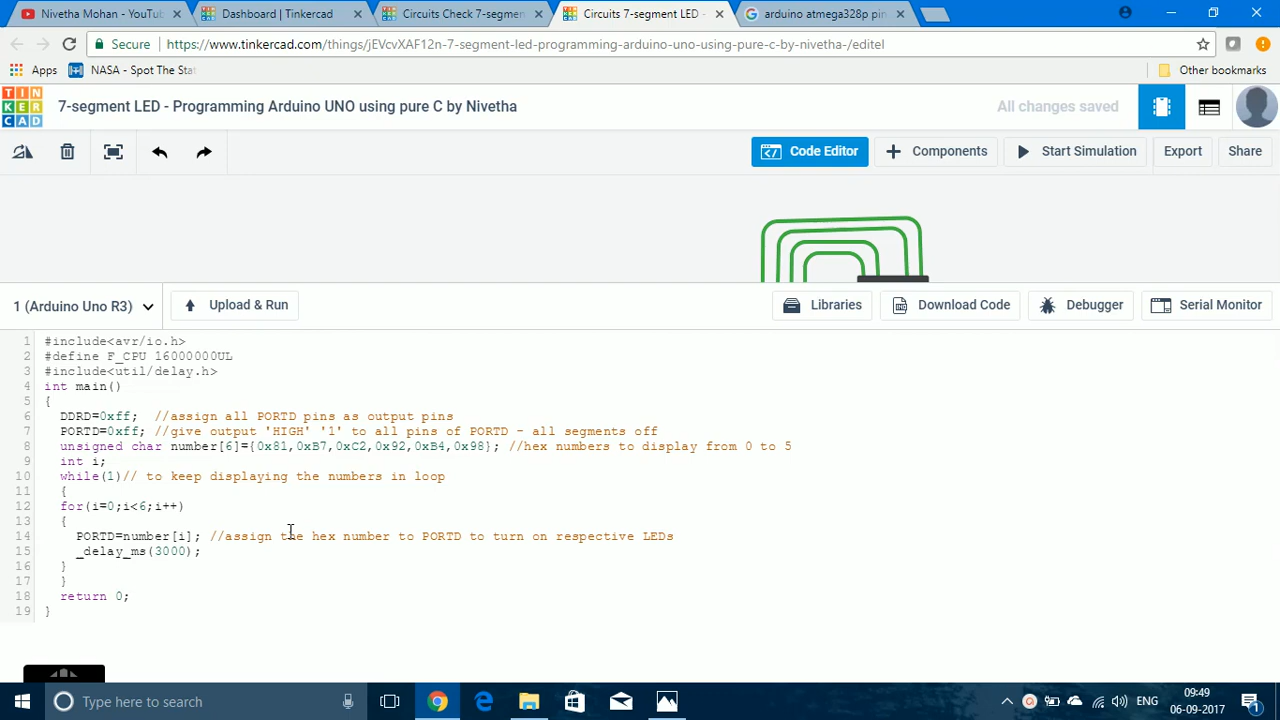 Nivetha Mohan - YouTu
Dashboard | Tinkercad
Circuits Check 7-segmen
Circuits 7-segment LED -
arduino atmega328p pin
Secure
https://www.tinkercad.com/things/jEVcvXAF12n-7-segment-led-programming-arduino-uno-using-pure-c-by-nivetha-/editel
Apps
NASA - Spot The Sta
Other bookmarks
TIN
KER
CAD
7-segment LED - Programming Arduino UNO using pure C by Nivetha
All changes saved
Code Editor
Components
Start Simulation
Export
Share
1 (Arduino Uno R3)
Upload & Run
Libraries
Download Code
Debugger
Serial Monitor
1 #include<avr/io.h>
2 #define F_CPU 16000000UL
3 #include<util/delay.h>
4 int main()
5 {
6 DDRD=0xff; //assign all PORTD pins as output pins
7 PORTD=0xff; //give output 'HIGH' '1' to all pins of PORTD - all segments off
8 unsigned char number[6]={0x81,0xB7,0xC2,0x92,0xB4,0x98}; //hex numbers to display from 0 to 5
9 int i;
10 while(1)// to keep displaying the numbers in loop
11 {
12 for(i=0;i<6;i++)
13 {
14 PORTD=number[i]; //assign the hex number to PORTD to turn on respective LEDs
15 _delay_ms(3000);
16 }
17 }
18 return 0;
19 }
Type here to search
ENG
09:49
06-09-2017
1